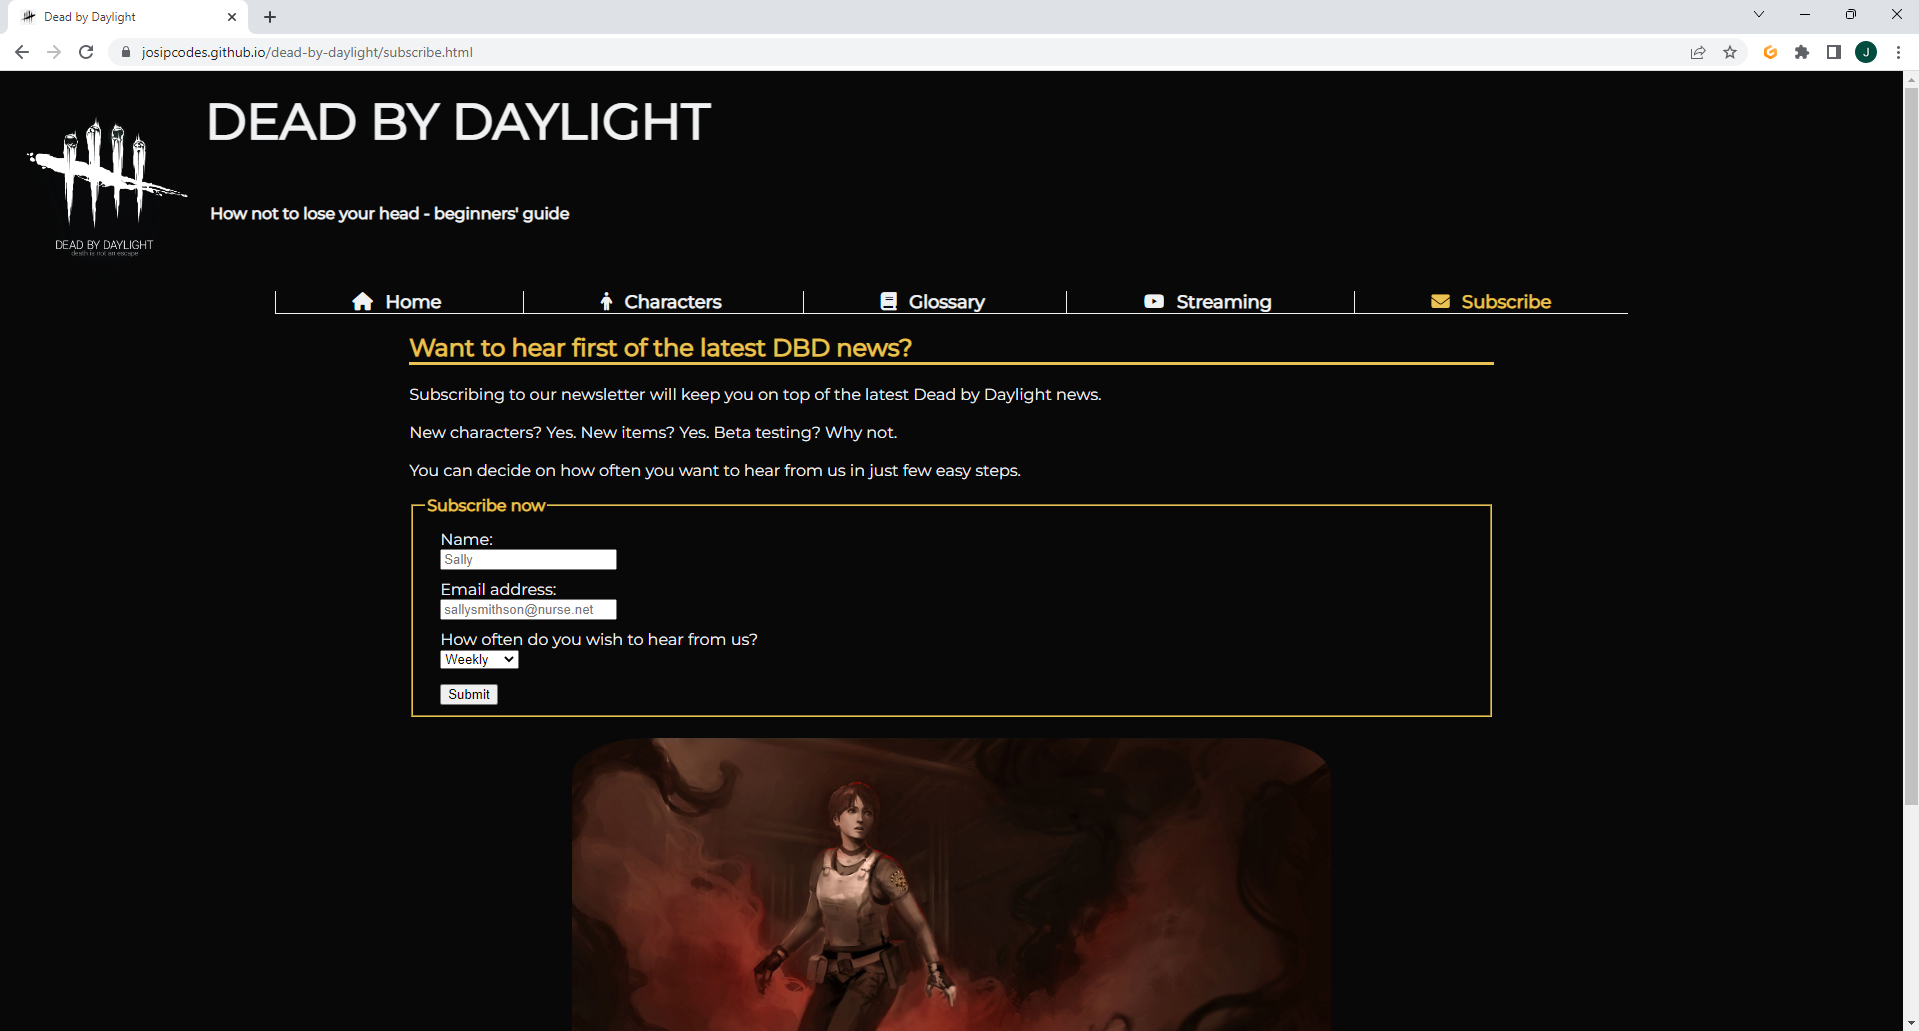 Dead by Daylight
josipcodes.github.io/dead-by-daylight/subscribe.html
J
DEAD BY DAYLIGHT
How not to lose your head - beginners' guide
DEAD BY DAYLIGHT
death is not an escape
Home
Characters
Glossary
Streaming
Subscribe
Want to hear first of the latest DBD news?
Subscribing to our newsletter will keep you on top of the latest Dead by Daylight news.
New characters? Yes. New items? Yes. Beta testing? Why not.
You can decide on how often you want to hear from us in just few easy steps.
Subscribe now
Name:
Sally
Email address:
sallysmithson@nurse.net
How often do you wish to hear from us?
Weekly
Submit